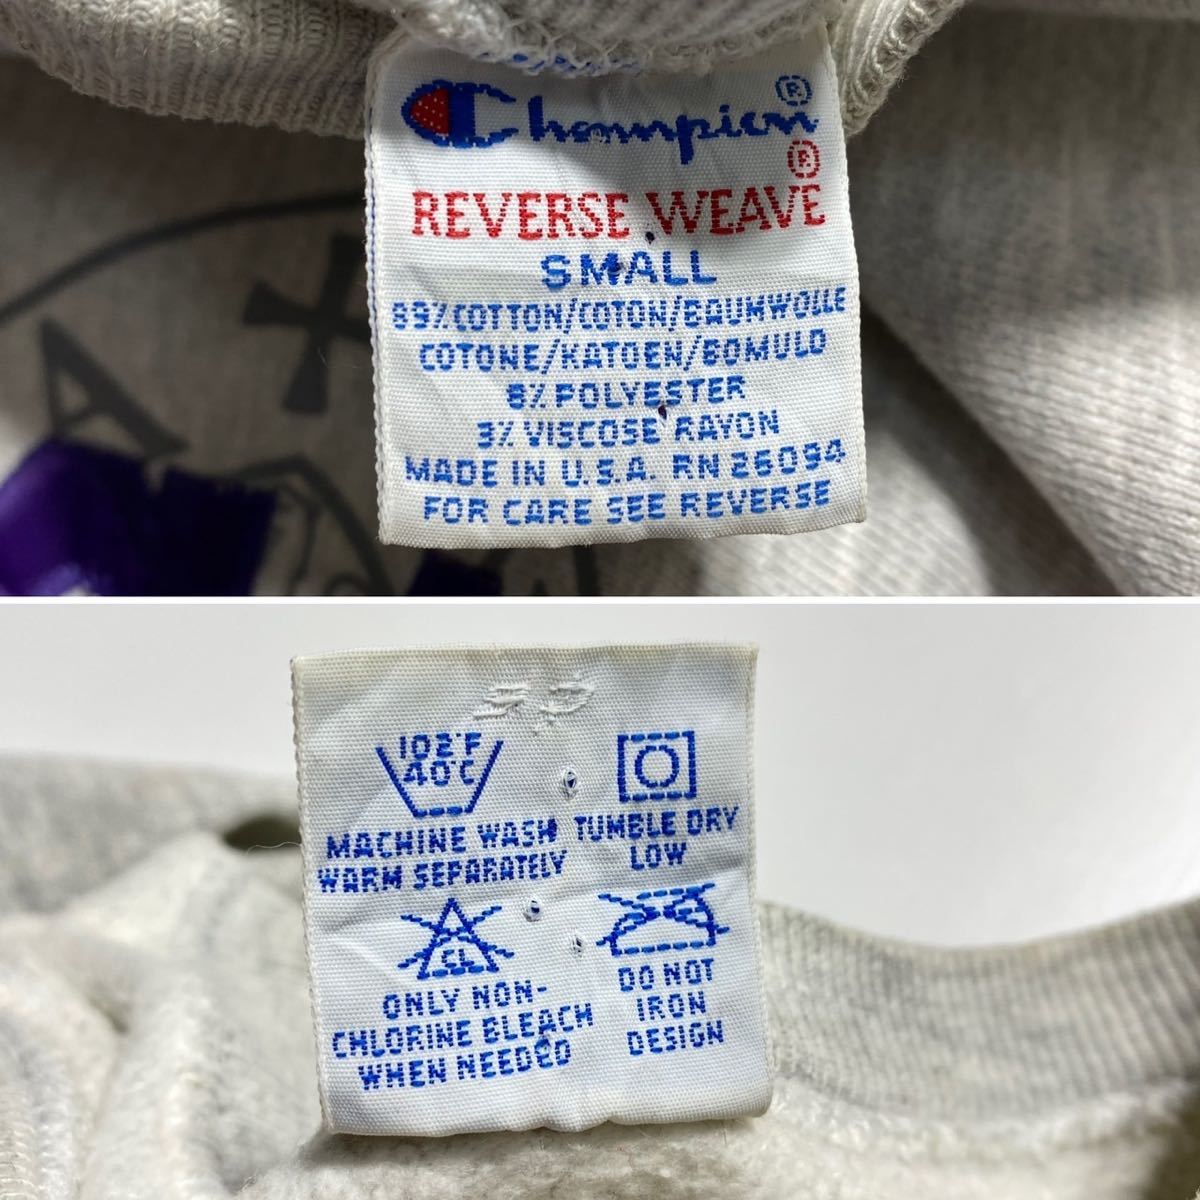 Champion®
REVERSE WEAVE®
SMALL
89% COTTON/COTON/BAUMWOLLE
COTONE/KATOEN/BOMULD
8% POLYESTER
3% VISCOSE RAYON
MADE IN U.S.A. RN 26094
FOR CARE SEE REVERSE
A
102°F
40°C
MACHINE WASH
WARM SEPARATELY
TUMBLE DRY
LOW
CL
ONLY NON-
CHLORINE BLEACH
WHEN NEEDED
DO NOT
IRON
DESIGN